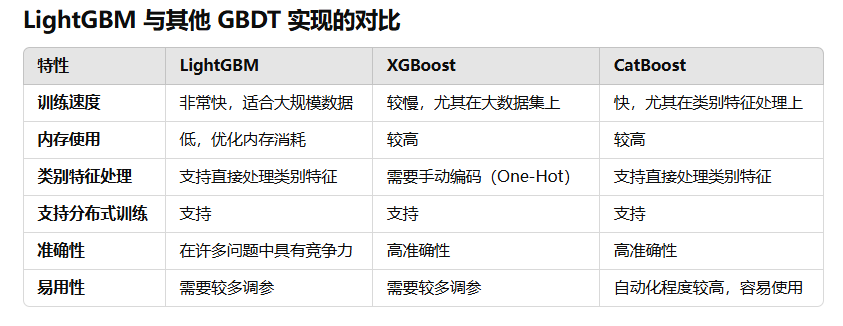 LightGBM 与其他 GBDT 实现的对比
特性 LightGBM XGBoost CatBoost
训练速度 非常快，适合大规模数据 较慢，尤其在大数据集上 快，尤其在类别特征处理上
内存使用 低，优化内存消耗 较高 较高
类别特征处理 支持直接处理类别特征 需要手动编码（One-Hot） 支持直接处理类别特征
支持分布式训练 支持 支持 支持
准确性 在许多问题中具有竞争力 高准确性 高准确性
易用性 需要较多调参 需要较多调参 自动化程度较高，容易使用